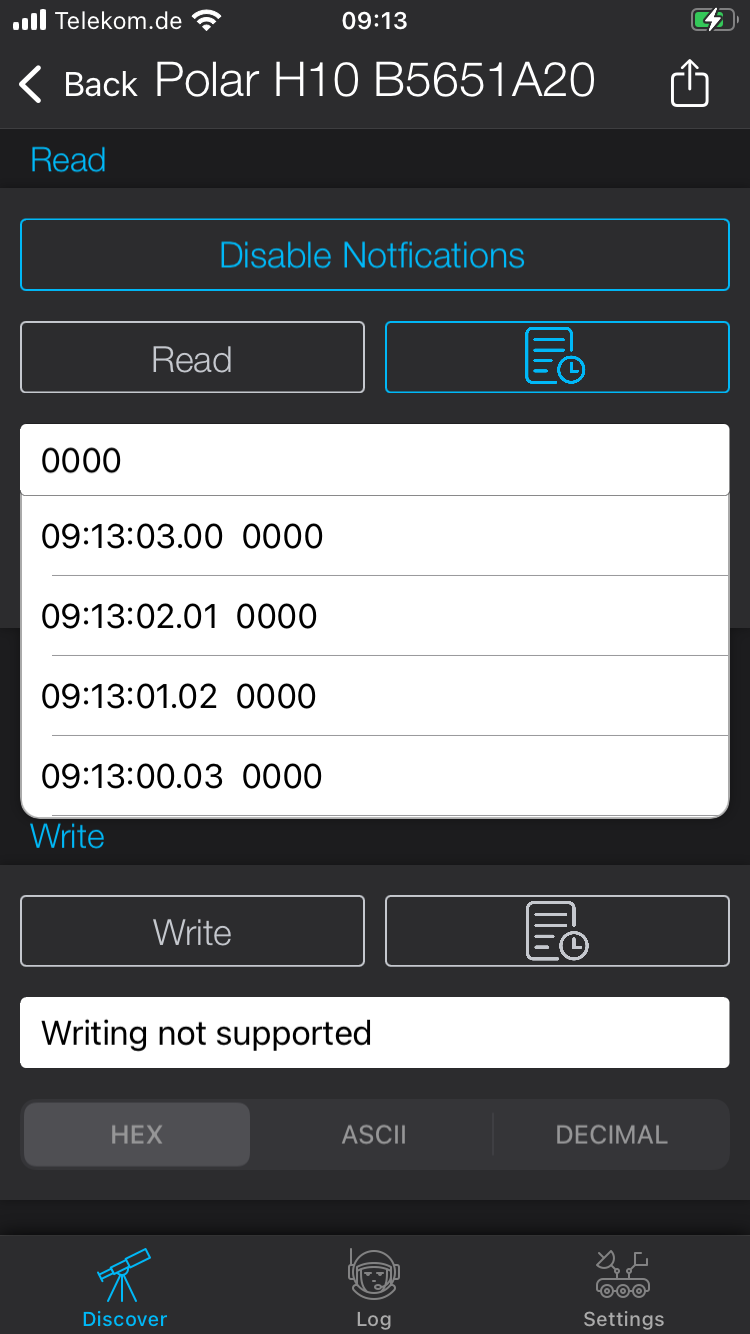 Telekom.de 09:13
Back Polar H10 B5651A20
Read
Disable Notfications
Read
0000
09:13:03.00 0000
09:13:02.01 0000
09:13:01.02 0000
09:13:00.03 0000
Write
Write
Writing not supported
HEX ASCII DECIMAL
Discover Log Settings